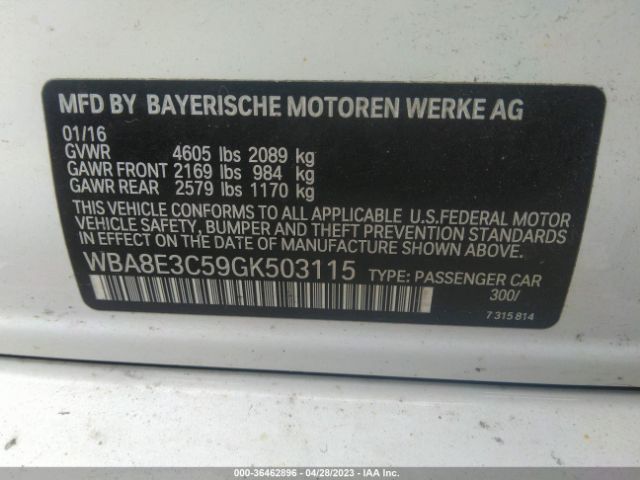 MFD BY BAYERISCHE MOTOREN WERKE AG
01/16
GVWR 4605 lbs 2089 kg
GAWR FRONT 2169 lbs 984 kg
GAWR REAR 2579 lbs 1170 kg
THIS VEHICLE CONFORMS TO ALL APPLICABLE U.S.FEDERAL MOTOR
VEHICLE SAFETY, BUMPER, AND THEFT PREVENTION STANDARDS
IN EFFECT ON THE DATE OF MANUFACTURE SHOWN ABOVE.
WBA8E3C59GK503115 TYPE: PASSENGER CAR
300/
7 315 814
000-36462896 - 04/28/2023 - IAA Inc.